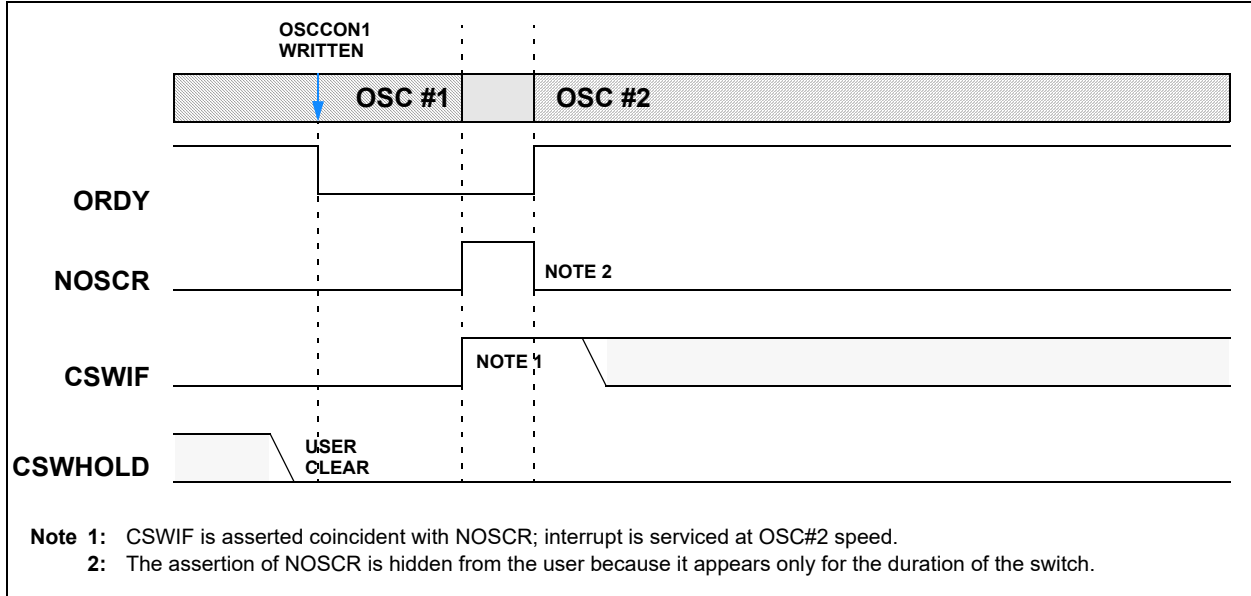 OSCCON1
WRITTEN
OSC #1
OSC #2
ORDY
NOSCR
NOTE 2
CSWIF
NOTE 1
CSWHOLD
USER
CLEAR
Note 1: CSWIF is asserted coincident with NOSCR; interrupt is serviced at OSC#2 speed.
2: The assertion of NOSCR is hidden from the user because it appears only for the duration of the switch.